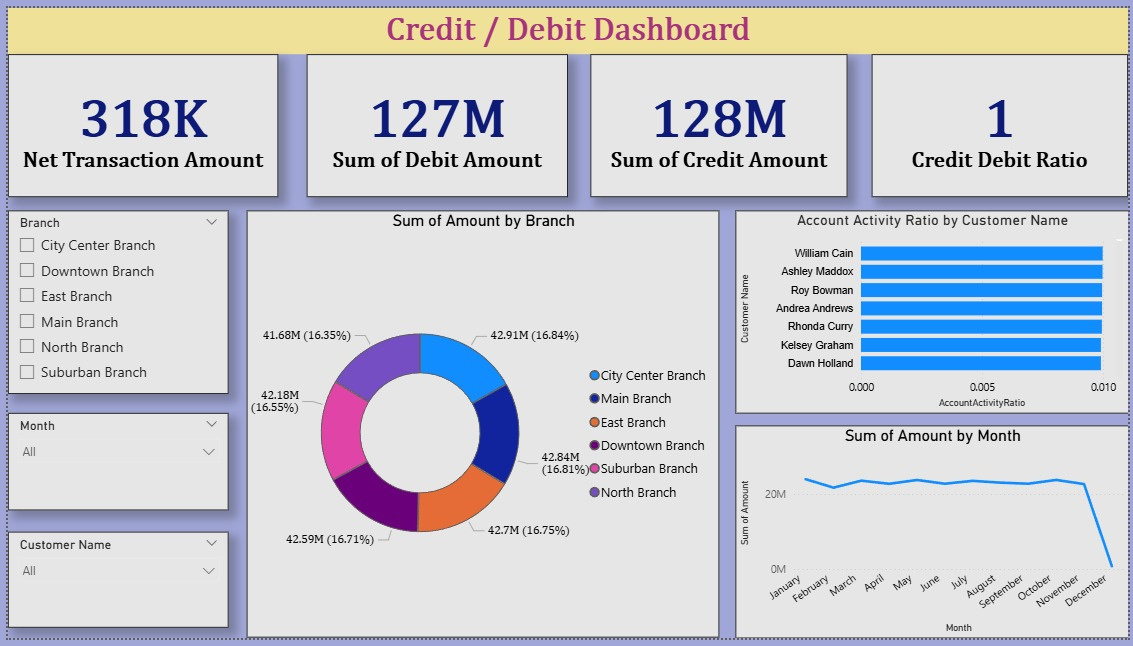 Credit / Debit Dashboard
318K
Net Transaction Amount
127M
Sum of Debit Amount
128M
Sum of Credit Amount
1
Credit Debit Ratio
Branch
City Center Branch
Downtown Branch
East Branch
Main Branch
North Branch
Suburban Branch
Month
All
Customer Name
All
Sum of Amount by Branch
41.68M (16.35%)
42.91M (16.84%)
42.18M
(16.55%)
42.84M
(16.81%)
42.59M (16.71%)
42.7M (16.75%)
City Center Branch
Main Branch
East Branch
Downtown Branch
Suburban Branch
North Branch
Account Activity Ratio by Customer Name
Customer Name
William Cain
Ashley Maddox
Roy Bowman
Andrea Andrews
Rhonda Curry
Kelsey Graham
Dawn Holland
0.000 0.005 0.010
AccountActivityRatio
Sum of Amount by Month
Sum of Amount
20M
0M
January February March April May June July August September October November December
Month